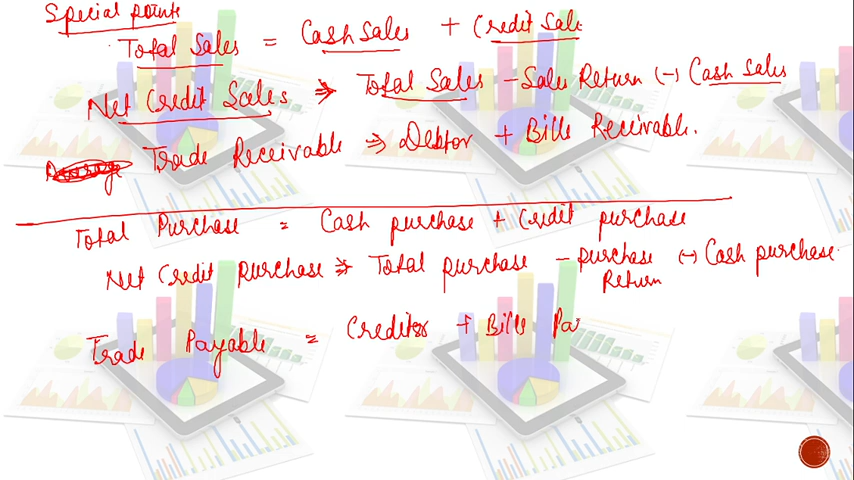 Special points
Total Sales = Cash Sales + Credit Sale
Net Credit Sales ⇒ Total Sales - Sales Return (-) Cash Sales
Trade Receivable ⇒ Debtor + Bills Receivable.
Total Purchase = Cash purchase + Credit purchase
Net Credit purchase ⇒ Total purchase - purchase Return (-) Cash purchase.
Trade Payable = Creditor + Bills Pa